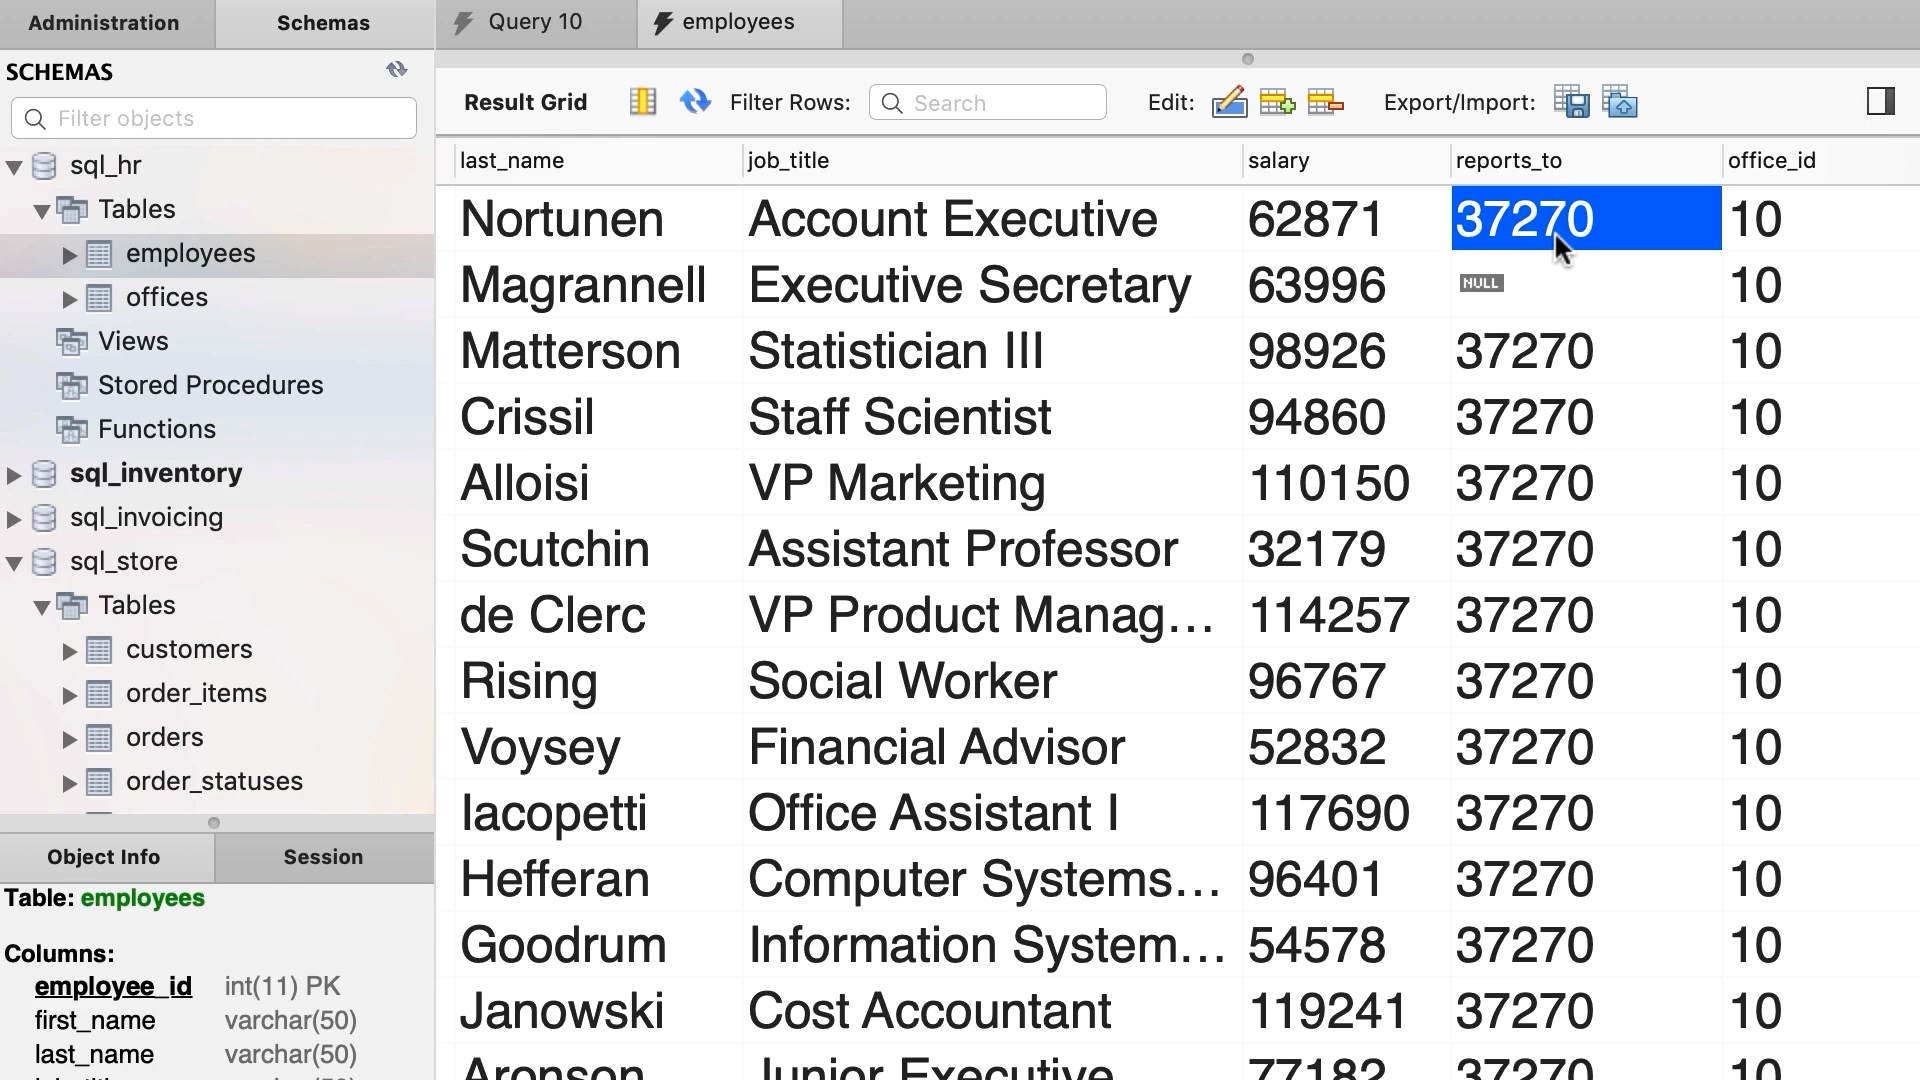 Administration
Schemas
Query 10
employees
SCHEMAS
Filter objects
sql_hr
Tables
employees
offices
Views
Stored Procedures
Functions
sql_inventory
sql_invoicing
sql_store
Tables
customers
order_items
orders
order_statuses
Object Info
Session
Table: employees
Columns:
employee_id int(11) PK
first_name varchar(50)
last_name varchar(50)
Result Grid
Filter Rows:
Search
Edit:
Export/Import:
last_name job_title salary reports_to office_id
Nortunen Account Executive 62871 37270 10
Magrannell Executive Secretary 63996 NULL 10
Matterson Statistician III 98926 37270 10
Crissil Staff Scientist 94860 37270 10
Alloisi VP Marketing 110150 37270 10
Scutchin Assistant Professor 32179 37270 10
de Clerc VP Product Manag... 114257 37270 10
Rising Social Worker 96767 37270 10
Voysey Financial Advisor 52832 37270 10
Iacopetti Office Assistant I 117690 37270 10
Hefferan Computer Systems... 96401 37270 10
Goodrum Information System... 54578 37270 10
Janowski Cost Accountant 119241 37270 10
Aronson Junior Executive 77182 37270 10